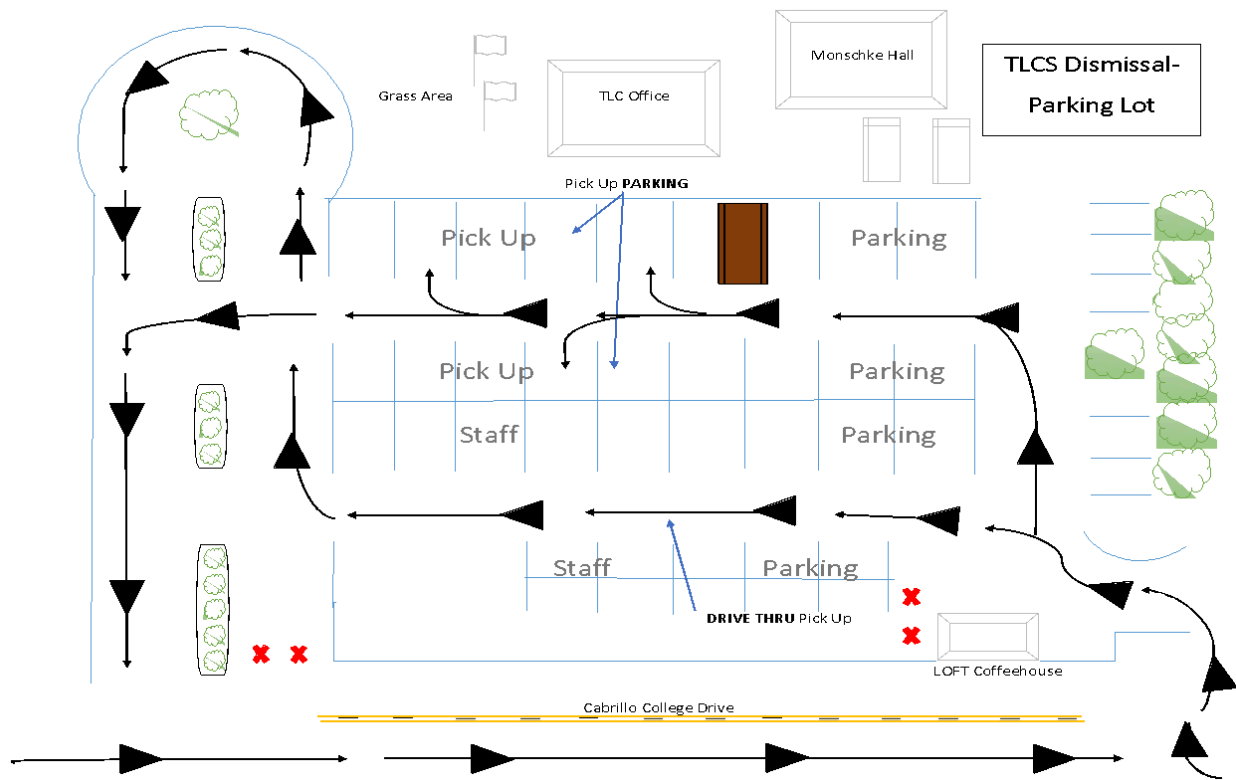 Monschke Hall
TLCS Dismissal-
Parking Lot
Grass Area
TLC Office
Pick Up PARKING
Pick Up
Parking
Pick Up
Parking
Staff
Parking
Staff
Parking
DRIVE THRU Pick Up
LOFT Coffeehouse
Cabrillo College Drive